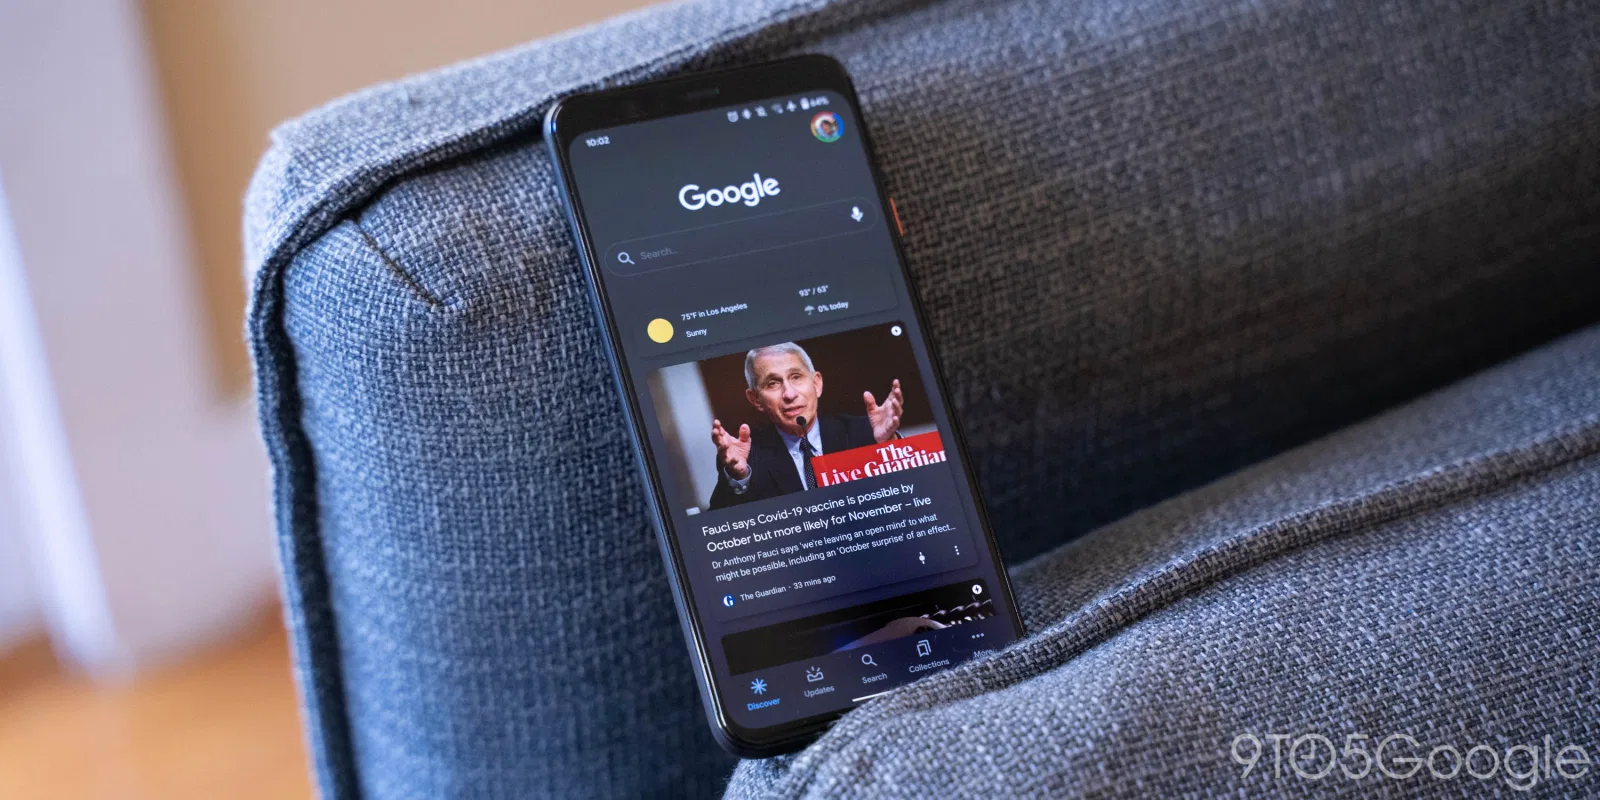 10:02
64%
Google
Search...
75°F in Los Angeles
Sunny
93° / 63°
0% today
The
Live Guardian
Fauci says Covid-19 vaccine is possible by
October but more likely for November – live
Dr Anthony Fauci says 'we're leaving an open mind' to what
might be possible, including an 'October surprise' of an effect...
G The Guardian · 33 mins ago
Discover
Updates
Search
Collections
More
9TO5Google